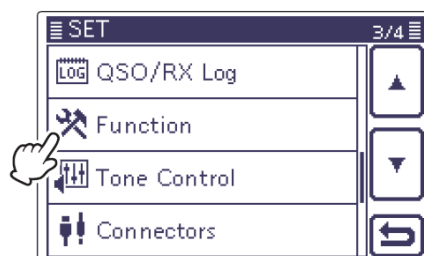 SET
3/4
LOG QSO/RX Log
Function
Tone Control
Connectors